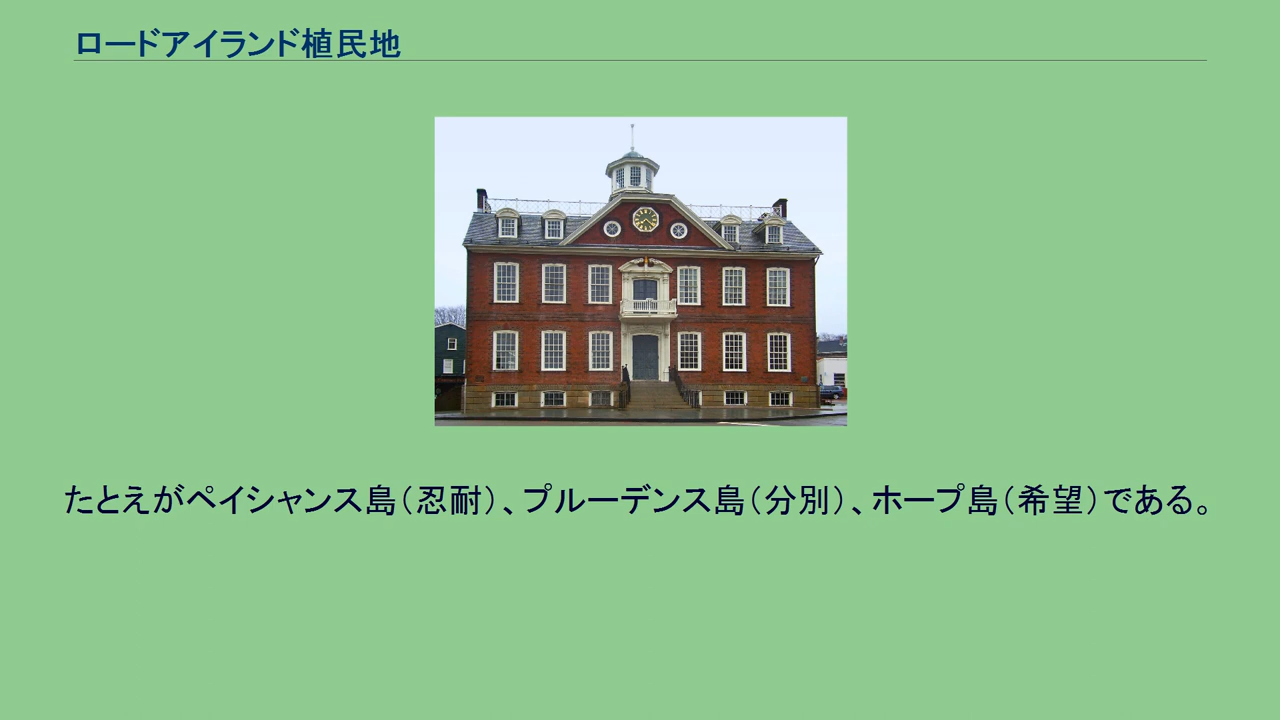 ロードアイランド植民地
たとえがペイシャンス島（忍耐）、プルーデンス島（分別）、ホープ島（希望）である。